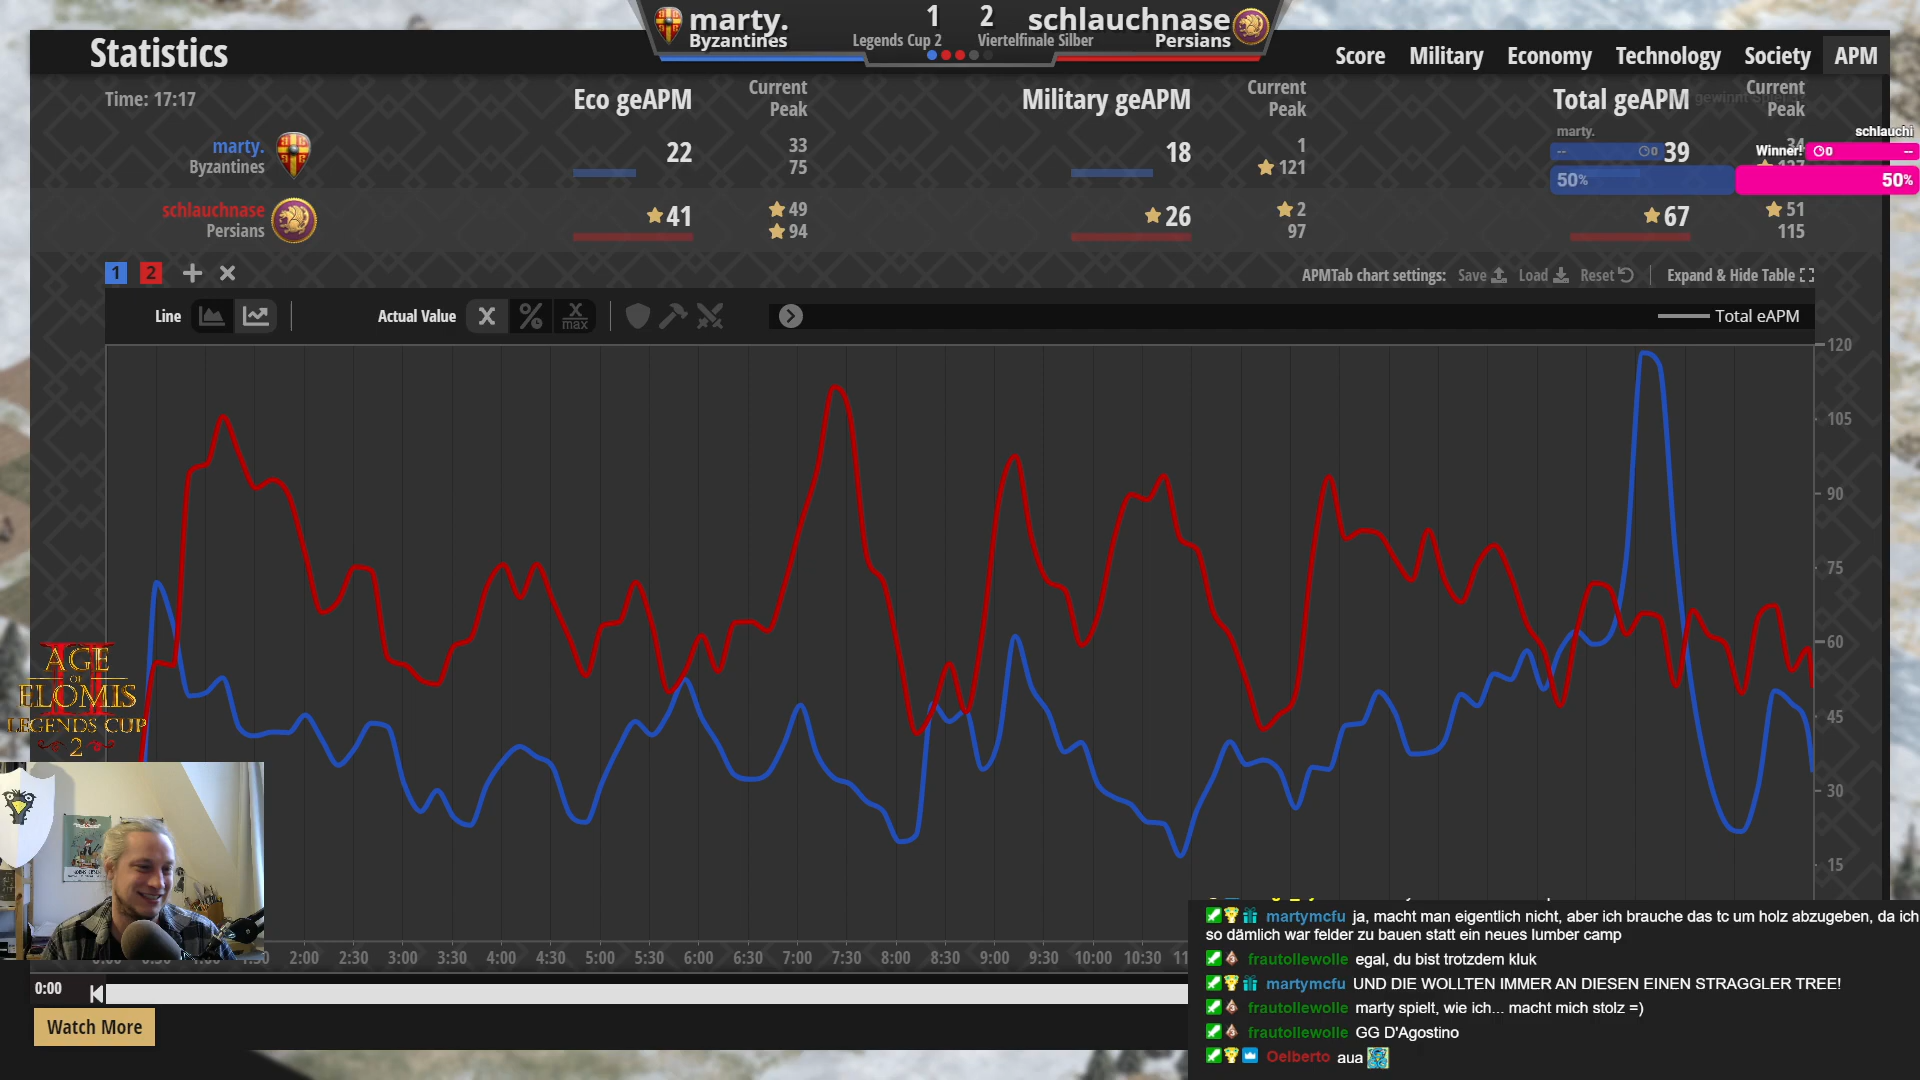 marty.
Byzantines
1
2
Legends Cup 2
Viertelfinale Silber
schlauchnase
Persians
Statistics
Score
Military
Economy
Technology
Society
APM
Time: 17:17
Eco geAPM
Current
Peak
Military geAPM
Current
Peak
Total geAPM
Current
Peak
marty.
Byzantines
22
33
75
18
1
121
39
34
marty.
schlauchi
--
0
Winner!
0
--
50%
50%
schlauchnase
Persians
41
49
94
26
2
97
67
51
115
1
2
APMTab chart settings:
Save
Load
Reset
Expand & Hide Table
Line
Actual Value
X
%
X
max
Total eAPM
120
105
90
75
60
45
30
15
AGE
OF
ELOMIS
LEGENDS CUP
2
2:00
2:30
3:00
3:30
4:00
4:30
5:00
5:30
6:00
6:30
7:00
7:30
8:00
8:30
9:00
9:30
10:00
10:30
0:00
Watch More
martymcfu ja, macht man eigentlich nicht, aber ich brauche das tc um holz abzugeben, da ich
so dämlich war felder zu bauen statt ein neues lumber camp
frautollewolle egal, du bist trotzdem kluk
martymcfu UND DIE WOLLTEN IMMER AN DIESEN EINEN STRAGGLER TREE!
frautollewolle marty spielt, wie ich... macht mich stolz =)
frautollewolle GG D'Agostino
Oelberto aua